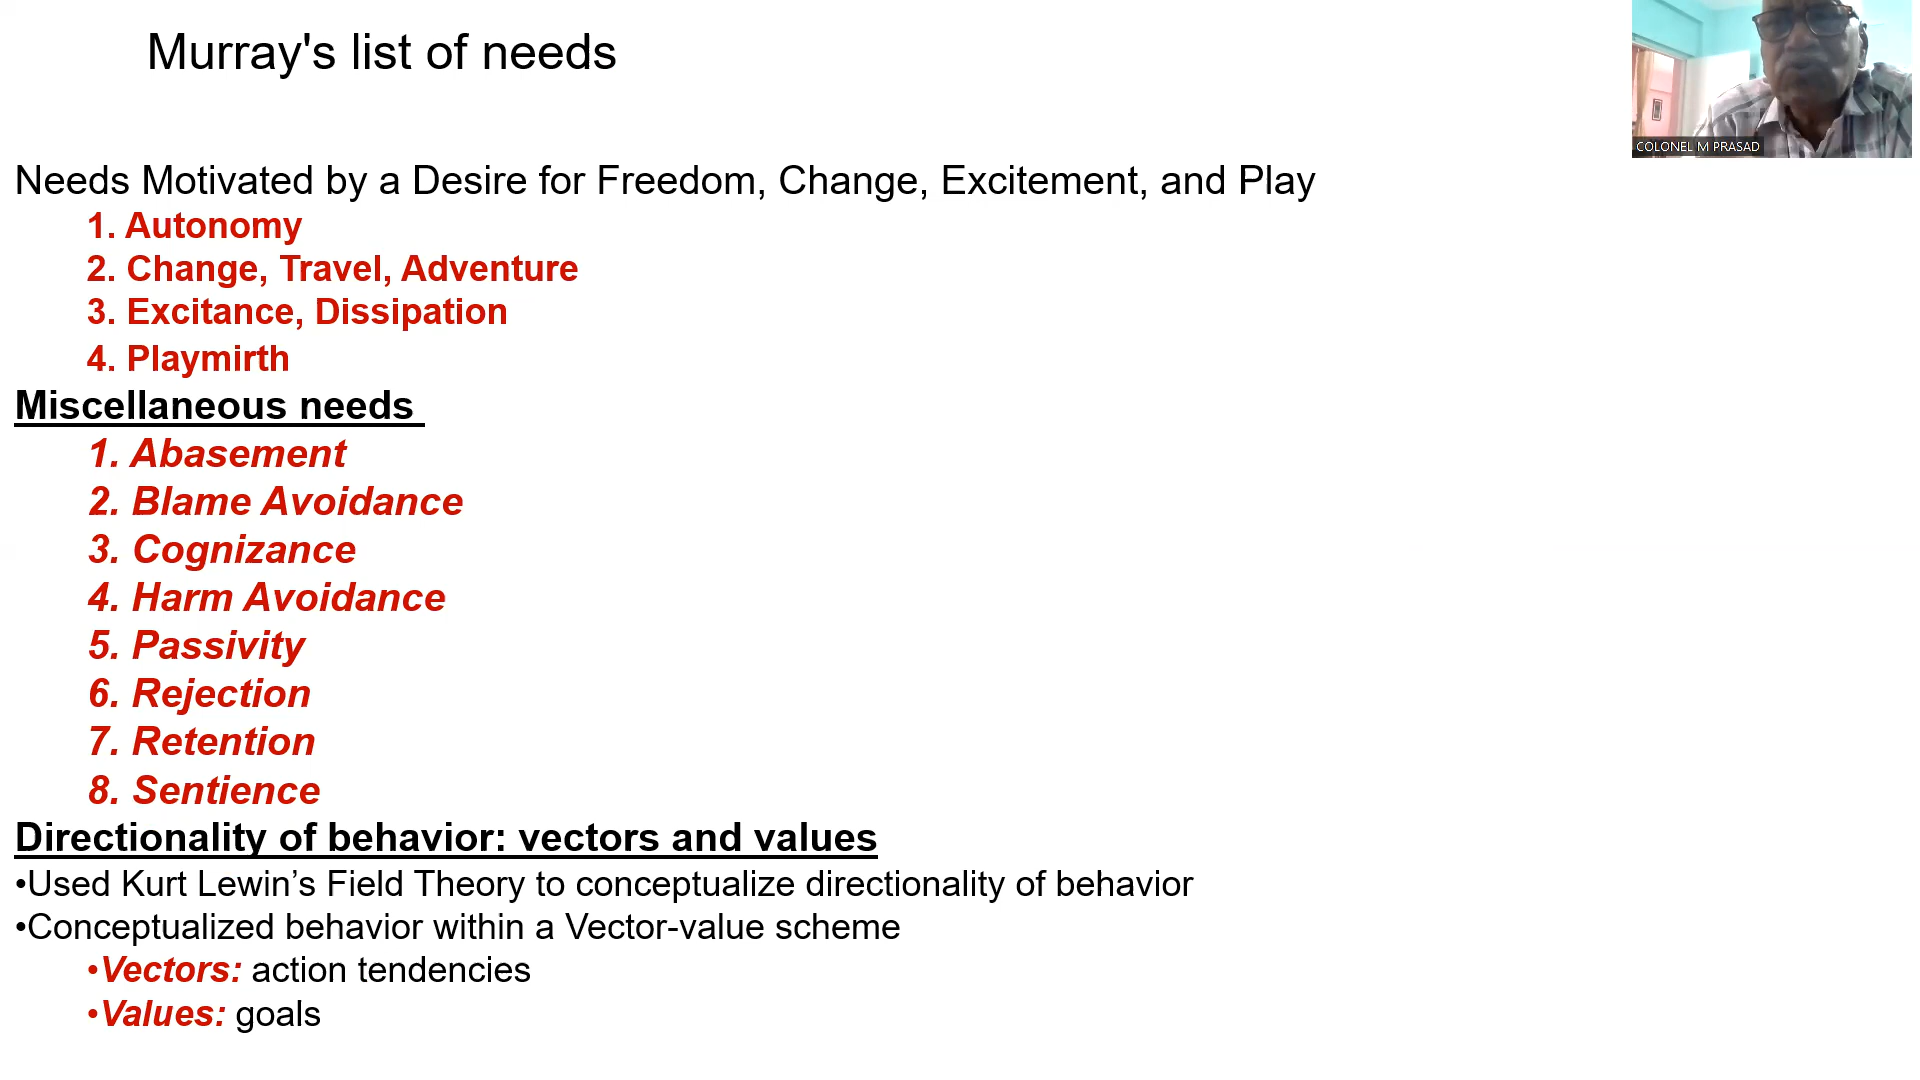 Murray's list of needs
COLONEL M PRASAD
Needs Motivated by a Desire for Freedom, Change, Excitement, and Play
1. Autonomy
2. Change, Travel, Adventure
3. Excitance, Dissipation
4. Playmirth
Miscellaneous needs
1. Abasement
2. Blame Avoidance
3. Cognizance
4. Harm Avoidance
5. Passivity
6. Rejection
7. Retention
8. Sentience
Directionality of behavior: vectors and values
•Used Kurt Lewin’s Field Theory to conceptualize directionality of behavior
•Conceptualized behavior within a Vector-value scheme
•Vectors: action tendencies
•Values: goals